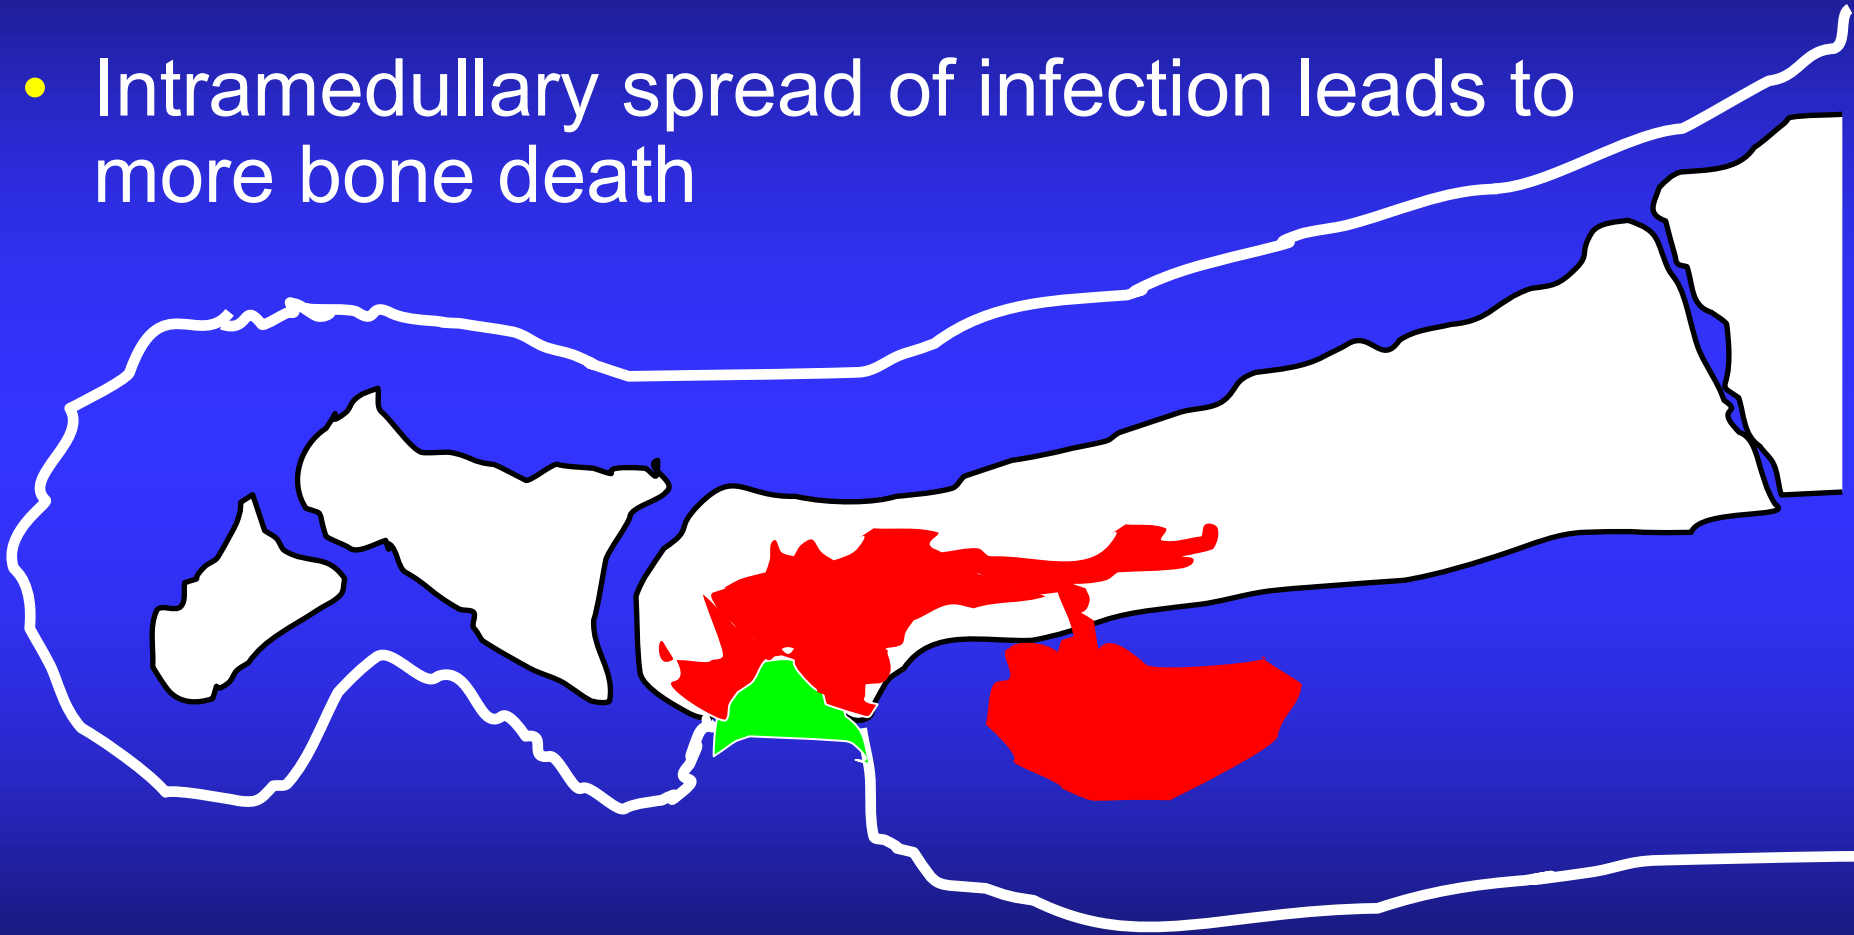 • Intramedullary spread of infection leads to
more bone death